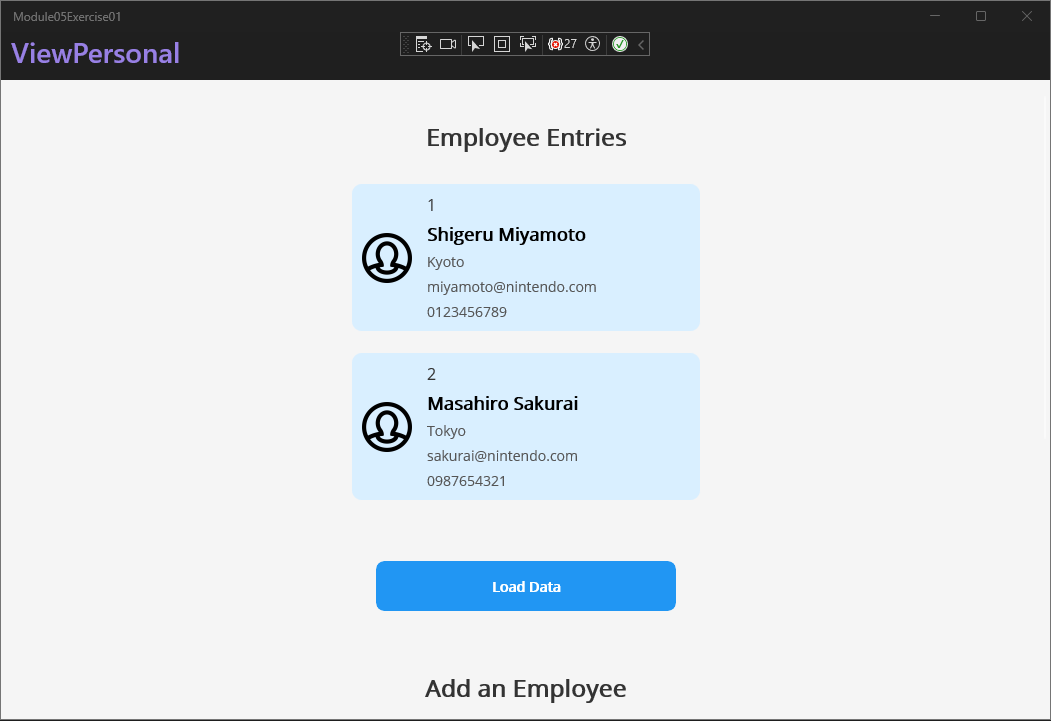 Module05Exercise01
ViewPersonal
27
Employee Entries
1
Shigeru Miyamoto
Kyoto
miyamoto@nintendo.com
0123456789
2
Masahiro Sakurai
Tokyo
sakurai@nintendo.com
0987654321
Load Data
Add an Employee